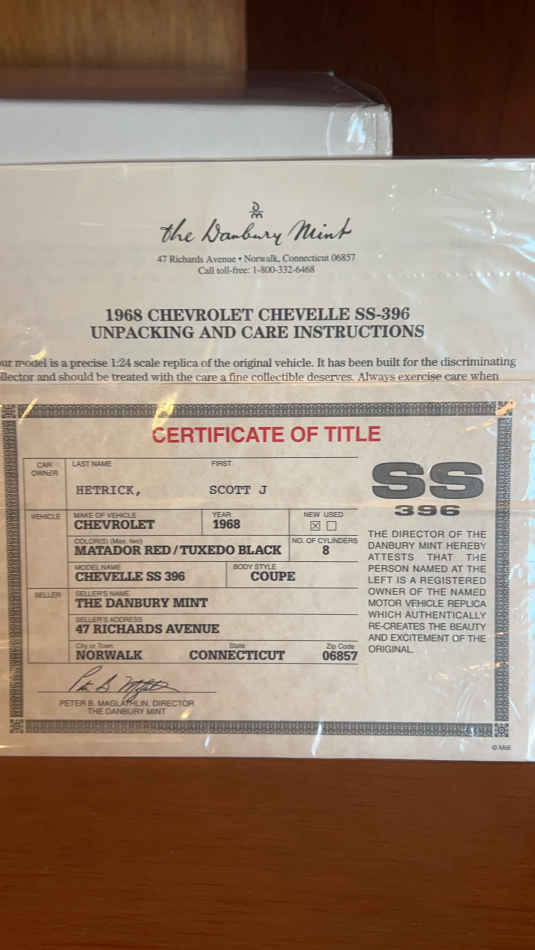 DM
the Danbury Mint
47 Richards Avenue • Norwalk, Connecticut 06857
Call toll-free: 1-800-332-6468
1968 CHEVROLET CHEVELLE SS-396
UNPACKING AND CARE INSTRUCTIONS
our model is a precise 1:24 scale replica of the original vehicle. It has been built for the discriminating
ollector and should be treated with the care a fine collectible deserves. Always exercise care when
CERTIFICATE OF TITLE
CAR OWNER LAST NAME FIRST
HETRICK, SCOTT J
VEHICLE MAKE OF VEHICLE YEAR NEW USED
CHEVROLET 1968 ☒ ☐
COLOR(S) (Max. two) NO. OF CYLINDERS
MATADOR RED / TUXEDO BLACK 8
MODEL NAME BODY STYLE
CHEVELLE SS 396 COUPE
SELLER SELLER'S NAME
THE DANBURY MINT
SELLER'S ADDRESS
47 RICHARDS AVENUE
City or Town State Zip Code
NORWALK CONNECTICUT 06857
PETER B. MAGLATHLIN, DIRECTOR
THE DANBURY MINT
SS
396
THE DIRECTOR OF THE
DANBURY MINT HEREBY
ATTESTS THAT THE
PERSON NAMED AT THE
LEFT IS A REGISTERED
OWNER OF THE NAMED
MOTOR VEHICLE REPLICA
WHICH AUTHENTICALLY
RE-CREATES THE BEAUTY
AND EXCITEMENT OF THE
ORIGINAL.
© MBI